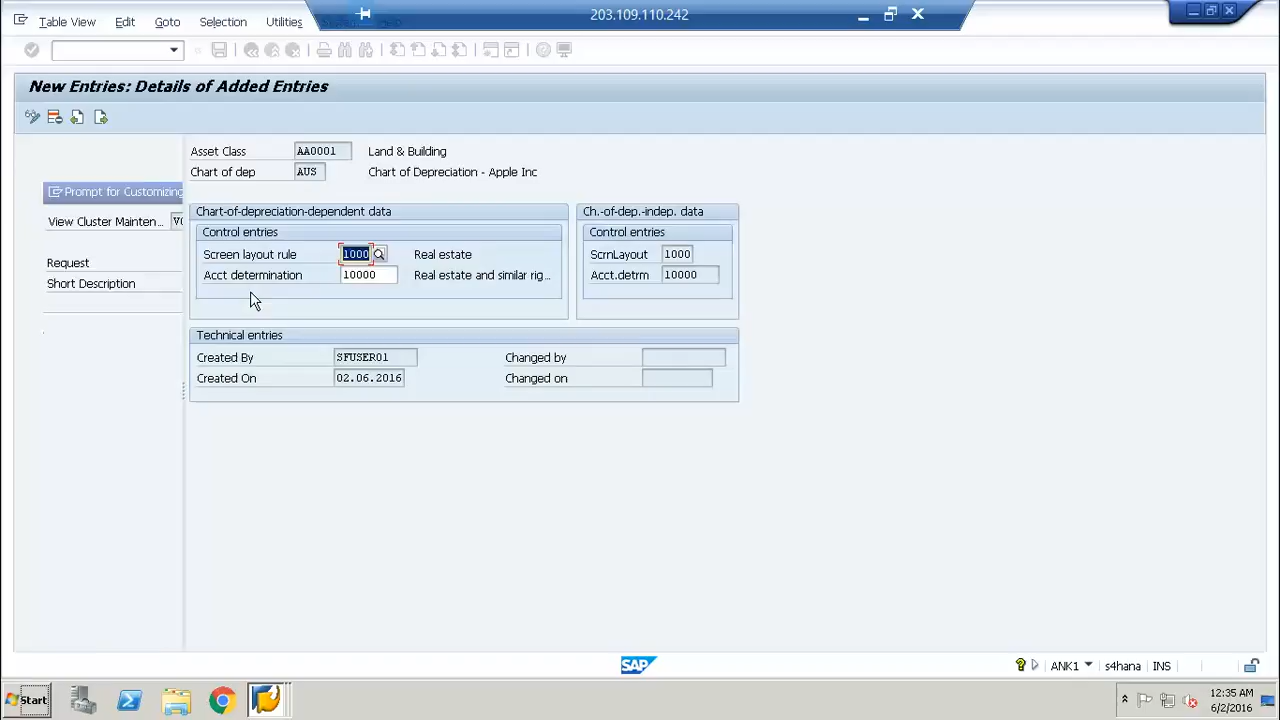 203.109.110.242
Table View Edit Goto Selection Utilities
New Entries: Details of Added Entries
Asset Class AA0001 Land & Building
Chart of dep AUS Chart of Depreciation - Apple Inc
Prompt for Customizing
View Cluster Mainten...
Request
Short Description
Chart-of-depreciation-dependent data
Control entries
Screen layout rule 1000 Real estate
Acct determination 10000 Real estate and similar rig...
Ch.-of-dep.-indep. data
Control entries
ScrnLayout 1000
Acct.detrm 10000
Technical entries
Created By SFUSER01 Changed by
Created On 02.06.2016 Changed on
SAP
ANK1 s4hana INS
Start
12:35 AM
6/2/2016